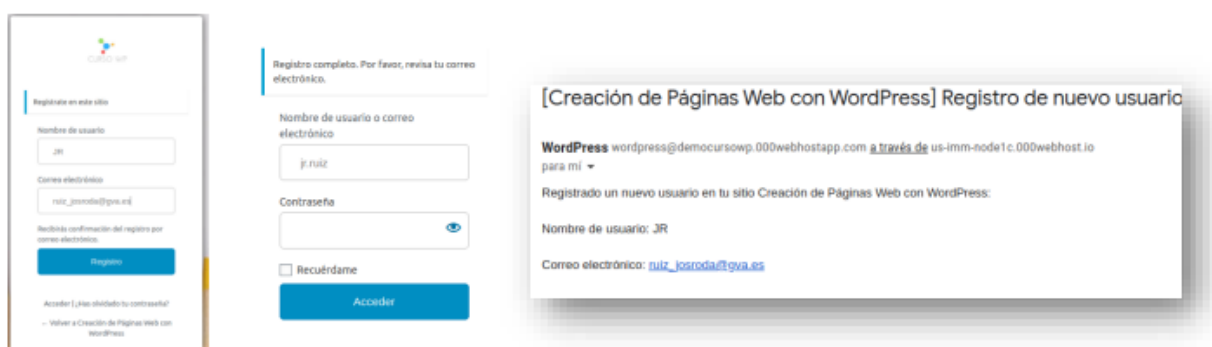 CURSO WP
Regístrate en este sitio
Nombre de usuario
JR
Correo electrónico
ruiz_josroda@gva.es
Recibirás confirmación del registro por
correo electrónico.
Registro
Acceder | ¿Has olvidado tu contraseña?
← Volver a Creación de Páginas Web con
WordPress
Registro completo. Por favor, revisa tu correo
electrónico.
Nombre de usuario o correo
electrónico
jr.ruiz
Contraseña
Recuérdame
Acceder
[Creación de Páginas Web con WordPress] Registro de nuevo usuario
WordPress wordpress@democursowp.000webhostapp.com a través de us-imm-node1c.000webhost.io
para mí
Registrado un nuevo usuario en tu sitio Creación de Páginas Web con WordPress:
Nombre de usuario: JR
Correo electrónico: ruiz_josroda@gva.es